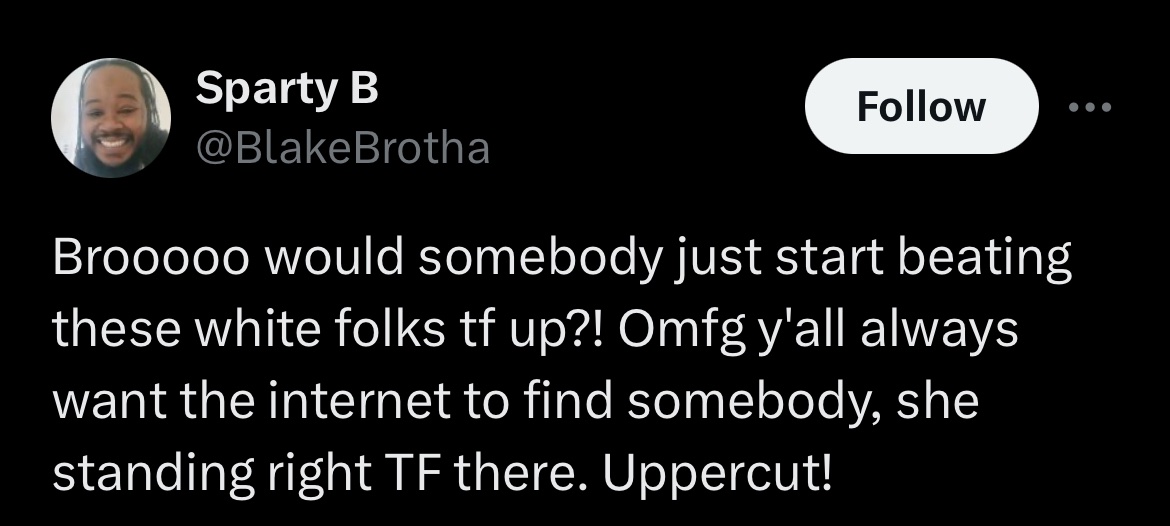 Sparty B
@BlakeBrotha
Follow
Brooooo would somebody just start beating
these white folks tf up?! Omfg y'all always
want the internet to find somebody, she
standing right TF there. Uppercut!